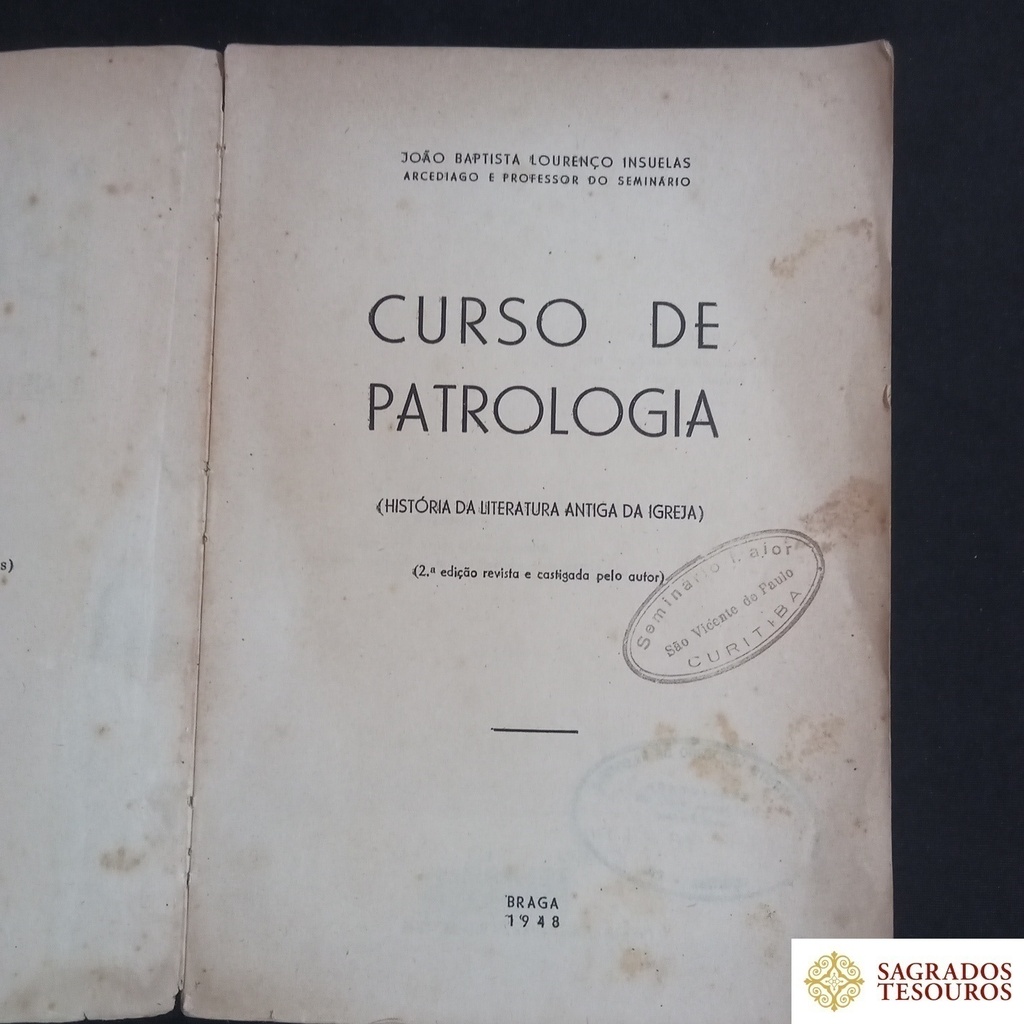 s)
JOÃO BAPTISTA LOURENÇO INSUELAS
ARCEDIAGO E PROFESSOR DO SEMINÁRIO
CURSO DE
PATROLOGIA
(HISTÓRIA DA LITERATURA ANTIGA DA IGREJA)
(2.ª edição revista e castigada pelo autor)
Seminário Maior
São Vicente de Paulo
CURITIBA
BRAGA
1948
SAGRADOS
TESOUROS